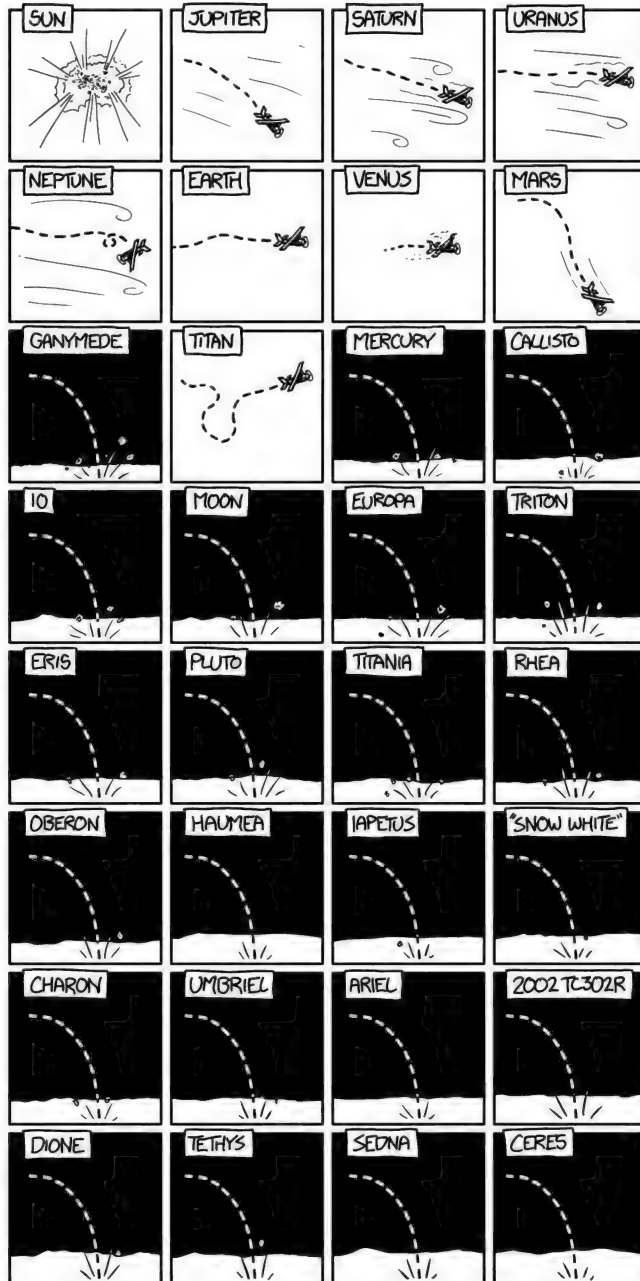 SUN
JUPITER
SATURN
URANUS
NEPTUNE
EARTH
VENUS
MARS
GANYMEDE
TITAN
MERCURY
CALLISTO
IO
MOON
EUROPA
TRITON
ERIS
PLUTO
TITANIA
RHEA
OBERON
HAUMEA
IAPETUS
"SNOW WHITE"
CHARON
UMBRIEL
ARIEL
2002 TC302R
DIONE
TETHYS
SEDNA
CERES